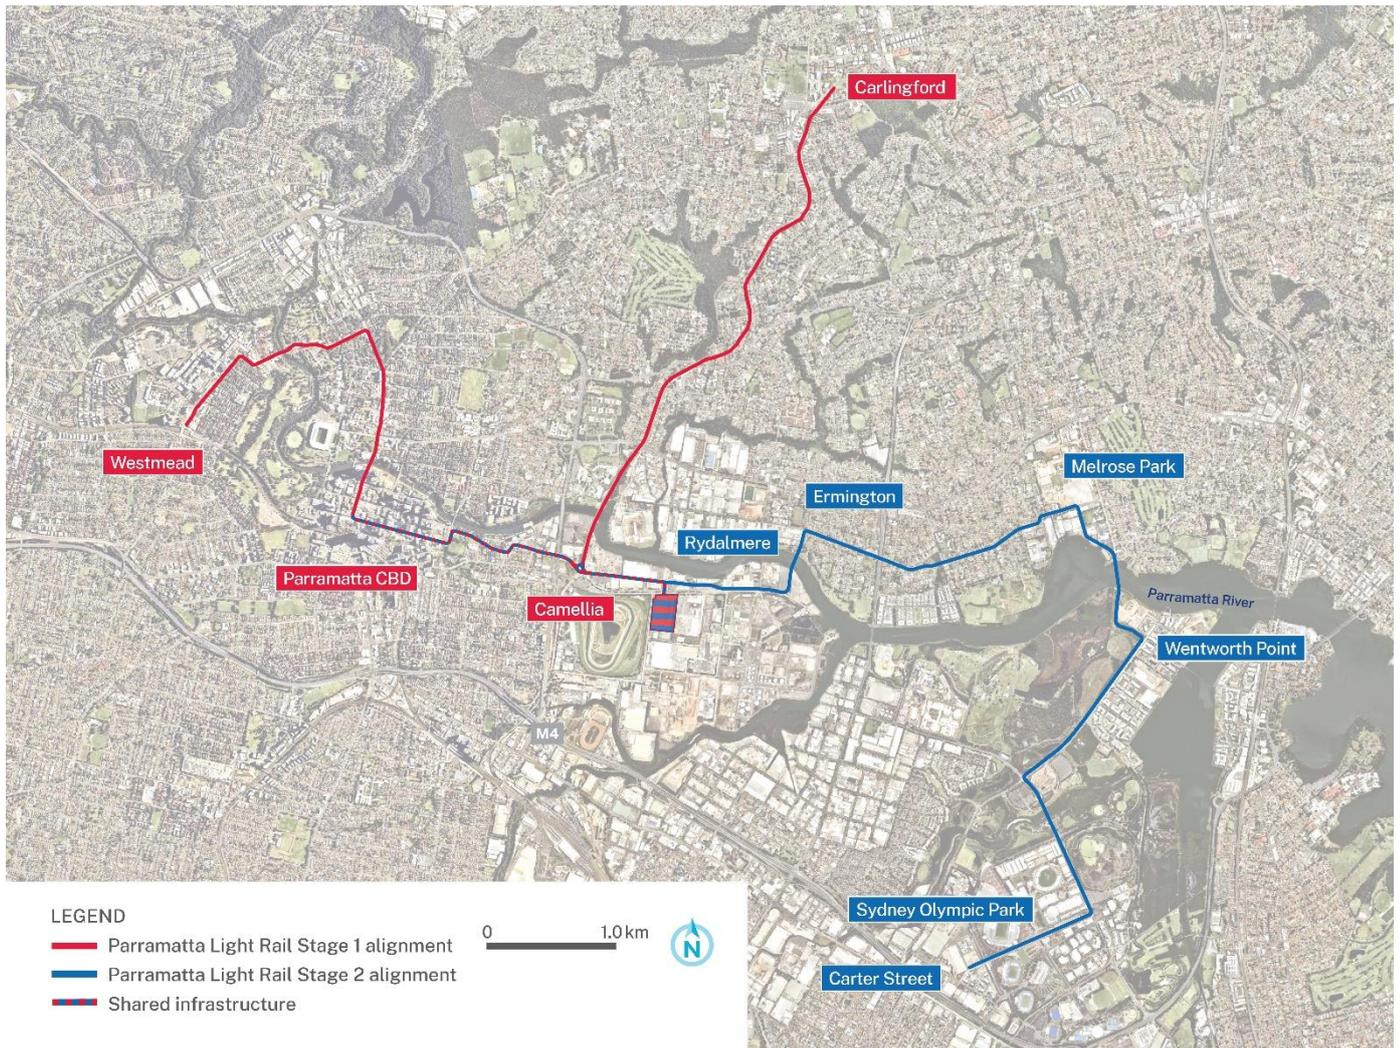 Carlingford
Westmead
Melrose Park
Ermington
Rydalmere
Parramatta CBD
Camellia
Parramatta River
Wentworth Point
M4
Sydney Olympic Park
Carter Street
LEGEND
Parramatta Light Rail Stage 1 alignment
Parramatta Light Rail Stage 2 alignment
Shared infrastructure
0 1.0 km
N